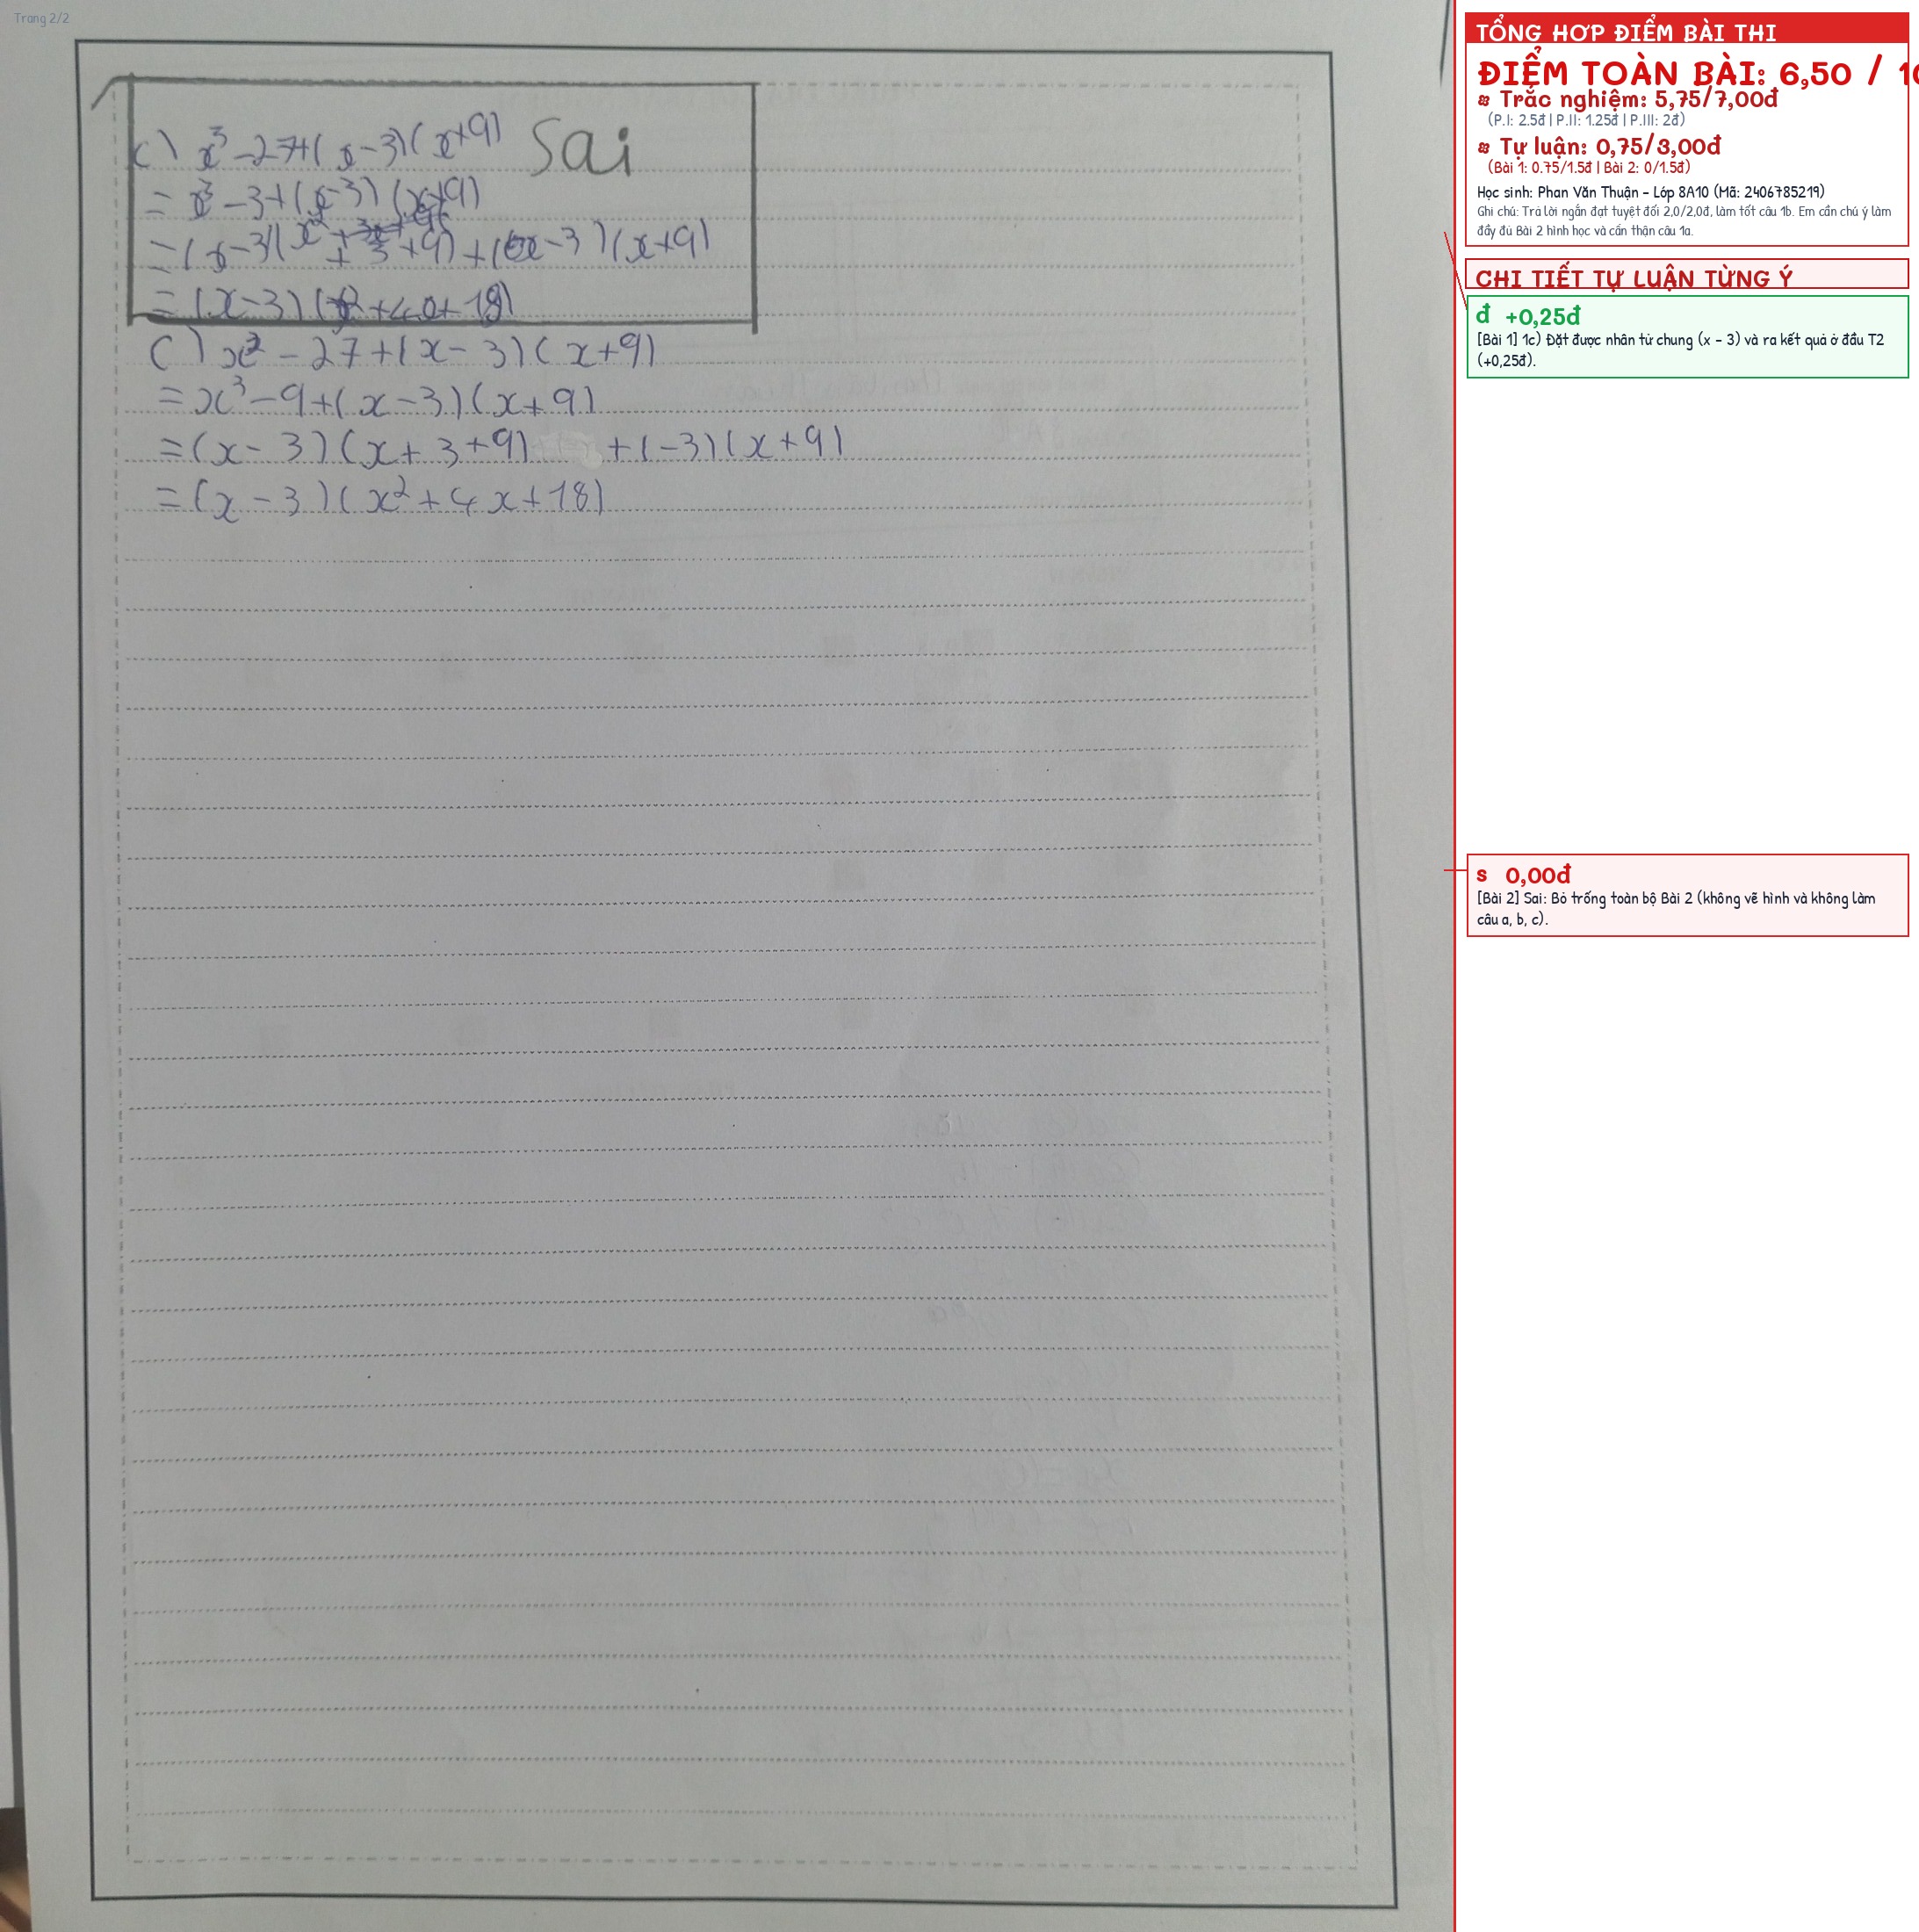 Trang 2/2
c) x³ -27+(x-3)(x+9) Sai
= x³ -3+(x-3)(x+9)
=(x-3)(x² + 3 +9)+(x-3)(x+9)
=(x-3)( +4x+18)
c) x² - 27 +(x - 3)(x+9)
= x³ - 9 +(x-3)(x+9)
=(x- 3)(x+ 3 +9) +(-3)(x+9)
=(x-3)(x²+4x+18)
TỔNG HỢP ĐIỂM BÀI THI
ĐIỂM TOÀN BÀI: 6,50 / 10
Trắc nghiệm: 5,75/7,00đ
(P.I: 2.5đ | P.II: 1.25đ | P.III: 2đ)
Tự luận: 0,75/3,00đ
(Bài 1: 0.75/1.5đ | Bài 2: 0/1.5đ)
Học sinh: Phan Văn Thuận - Lớp 8A10 (Mã: 2406785219)
Ghi chú: Trả lời ngắn đạt tuyệt đối 2,0/2,0đ, làm tốt câu 1b. Em cần chú ý làm
đầy đủ Bài 2 hình học và cẩn thận câu 1a.
CHI TIẾT TỰ LUẬN TỪNG Ý
đ +0,25đ
[Bài 1] 1c) Đặt được nhân tử chung (x - 3) và ra kết quả ở đầu T2
(+0,25đ).
s 0,00đ
[Bài 2] Sai: Bỏ trống toàn bộ Bài 2 (không vẽ hình và không làm
câu a, b, c).